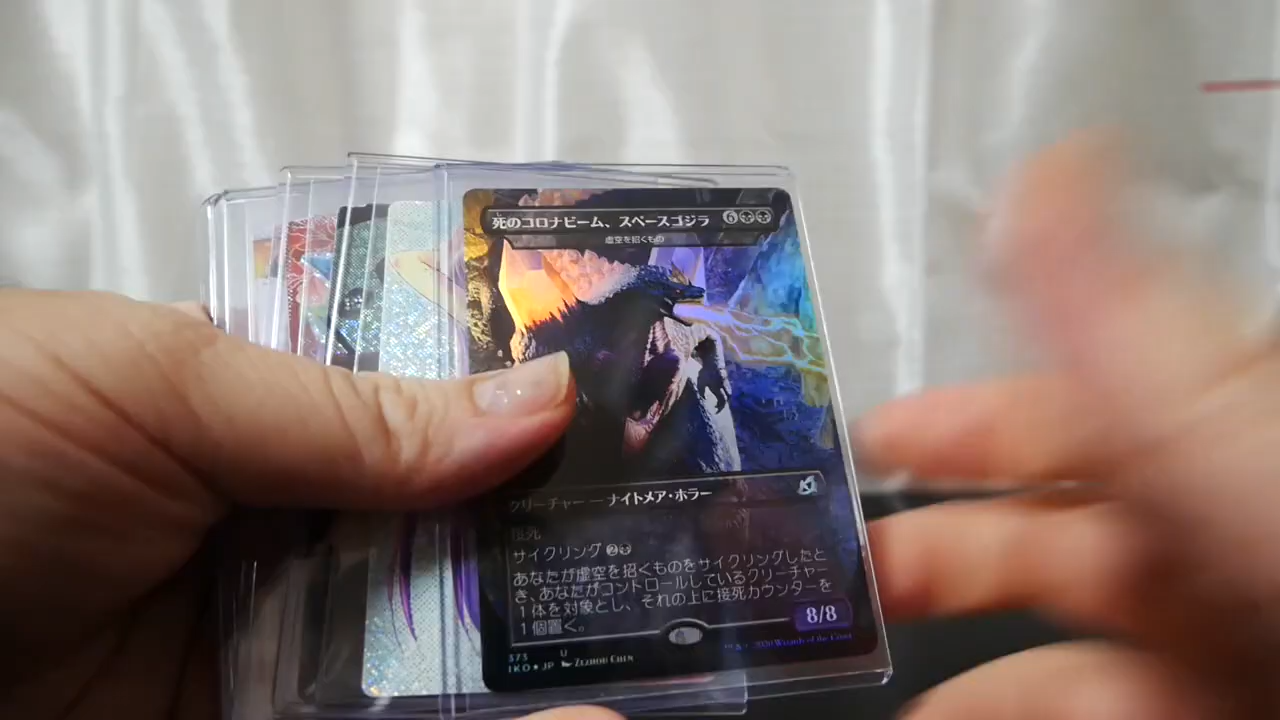 死のコロナビーム、スペースゴジラ 6
虚空を招くもの
クリーチャー — ナイトメア・ホラー
接死
サイクリング 2
あなたが虚空を招くものをサイクリングしたと
き、あなたがコントロールしているクリーチャー
1体を対象とし、それの上に接死カウンターを
1個置く。
8/8
373 U
IKO★JP ZEZHOU CHEN
2020 Wizards of the Coast